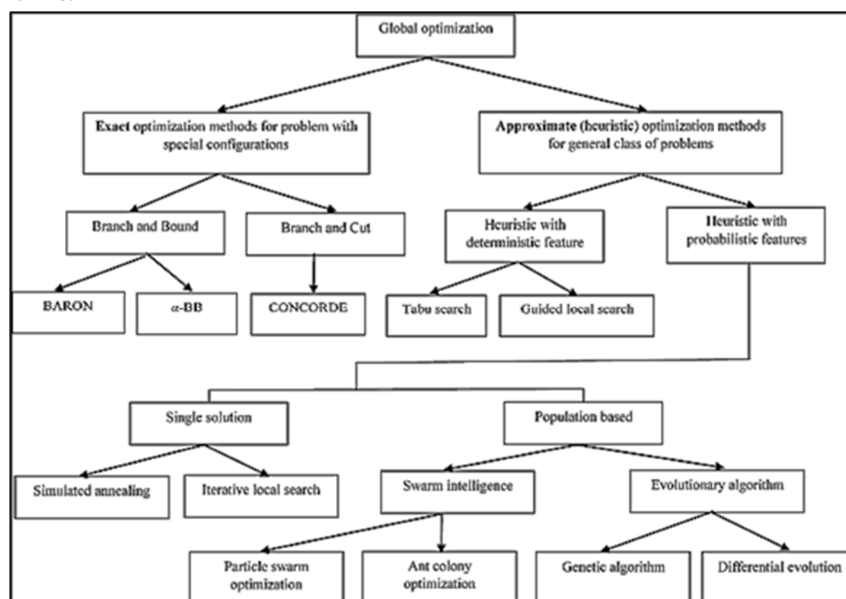 Global optimization
Exact optimization methods for problem with
special configurations
Approximate (heuristic) optimization methods
for general class of problems
Branch and Bound
Branch and Cut
Heuristic with
deterministic feature
Heuristic with
probabilistic features
BARON
α-BB
CONCORDE
Tabu search
Guided local search
Single solution
Population based
Simulated annealing
Iterative local search
Swarm intelligence
Evolutionary algorithm
Particle swarm
optimization
Ant colony
optimization
Genetic algorithm
Differential evolution